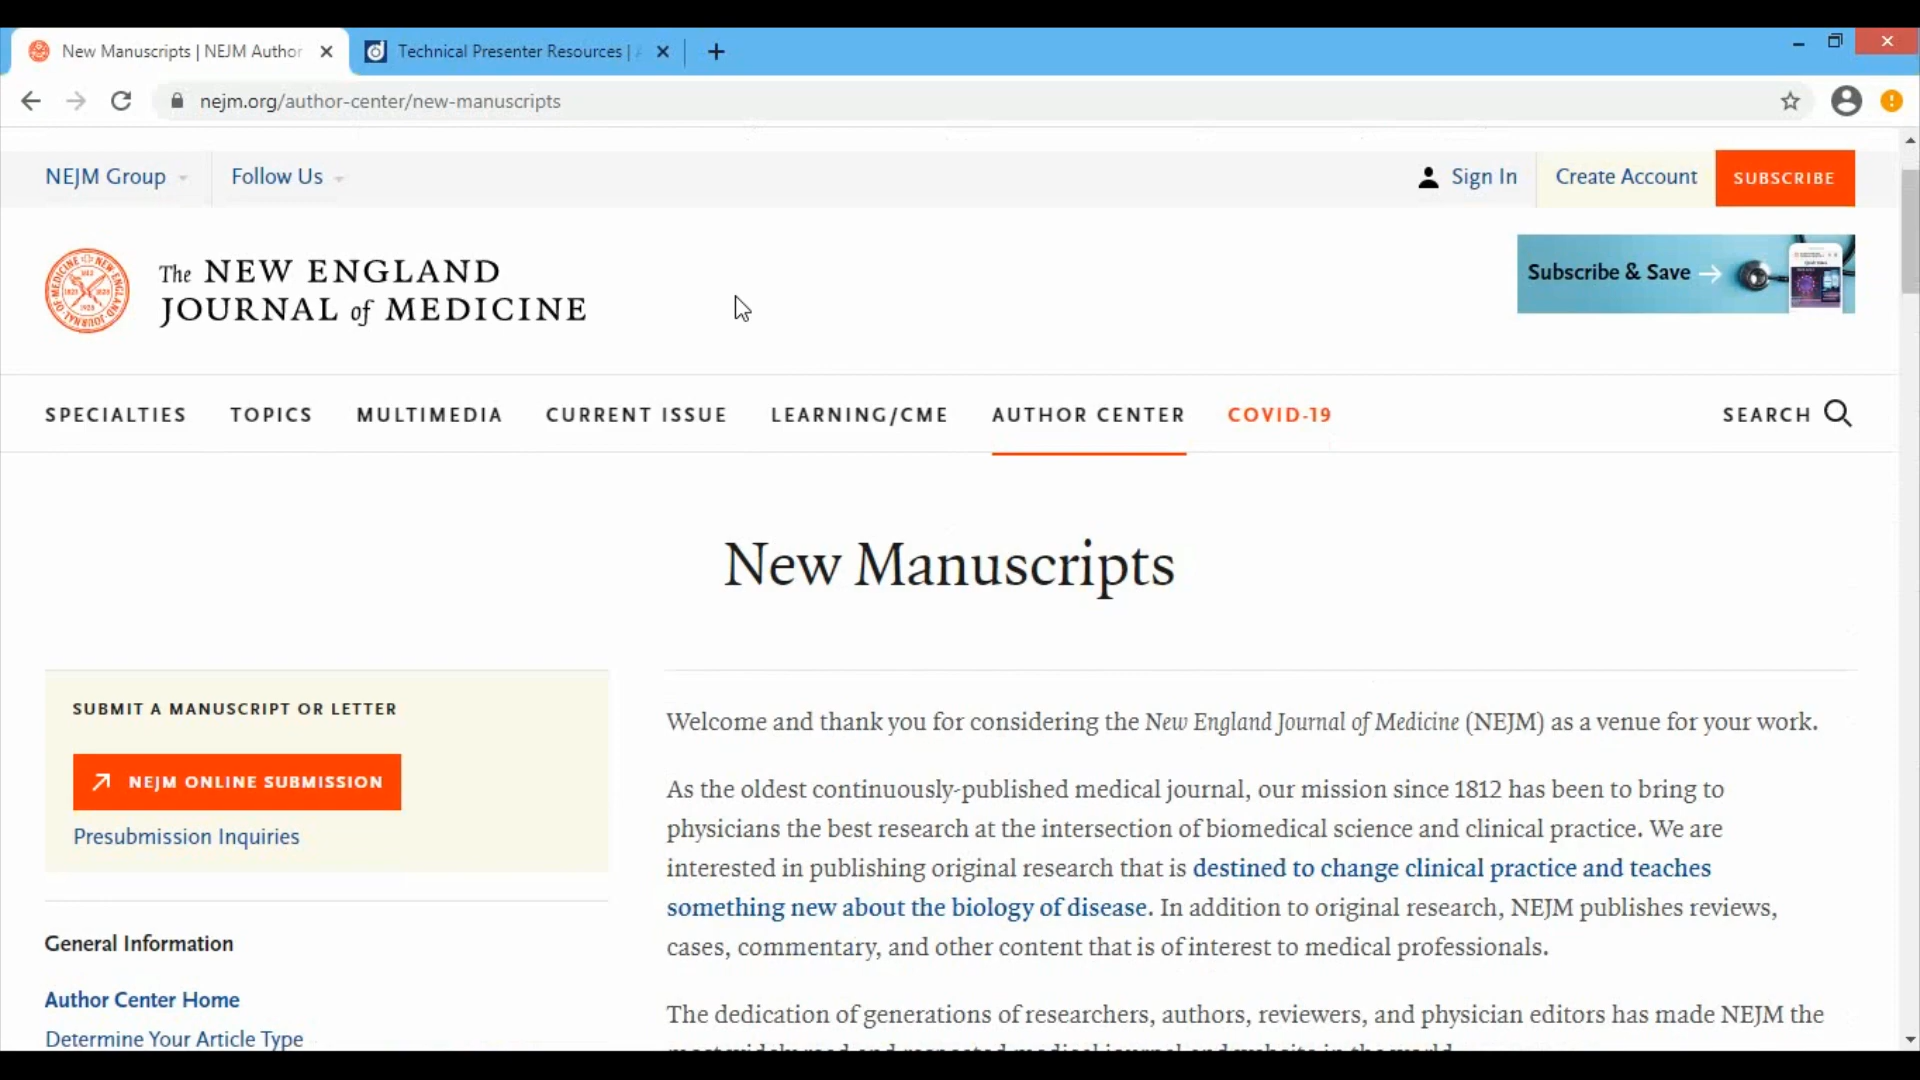 New Manuscripts | NEJM Author
Technical Presenter Resources |
nejm.org/author-center/new-manuscripts
NEJM Group
Follow Us
Sign In
Create Account
SUBSCRIBE
The NEW ENGLAND
JOURNAL of MEDICINE
Subscribe & Save →
SPECIALTIES TOPICS MULTIMEDIA CURRENT ISSUE LEARNING/CME AUTHOR CENTER COVID-19 SEARCH
New Manuscripts
SUBMIT A MANUSCRIPT OR LETTER
NEJM ONLINE SUBMISSION
Presubmission Inquiries
General Information
Author Center Home
Determine Your Article Type
Welcome and thank you for considering the New England Journal of Medicine (NEJM) as a venue for your work.
As the oldest continuously-published medical journal, our mission since 1812 has been to bring to
physicians the best research at the intersection of biomedical science and clinical practice. We are
interested in publishing original research that is destined to change clinical practice and teaches
something new about the biology of disease. In addition to original research, NEJM publishes reviews,
cases, commentary, and other content that is of interest to medical professionals.
The dedication of generations of researchers, authors, reviewers, and physician editors has made NEJM the